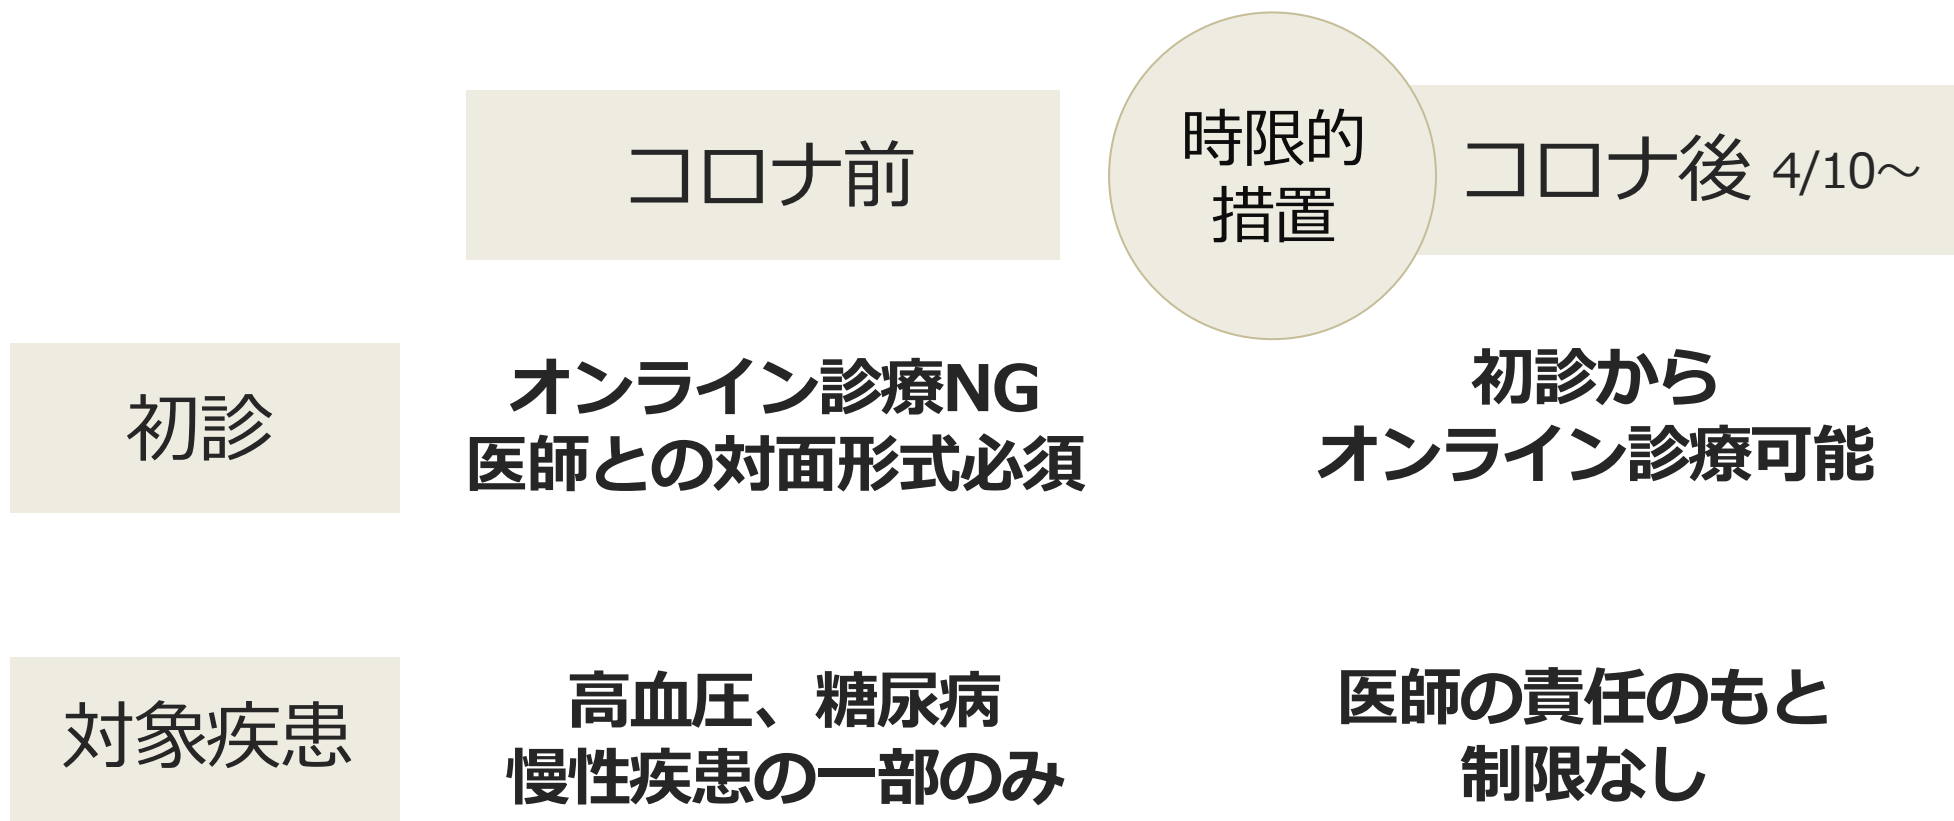 コロナ前
時限的
措置
コロナ後 4/10～
初診
オンライン診療NG
医師との対面形式必須
初診から
オンライン診療可能
対象疾患
高血圧、糖尿病
慢性疾患の一部のみ
医師の責任のもと
制限なし